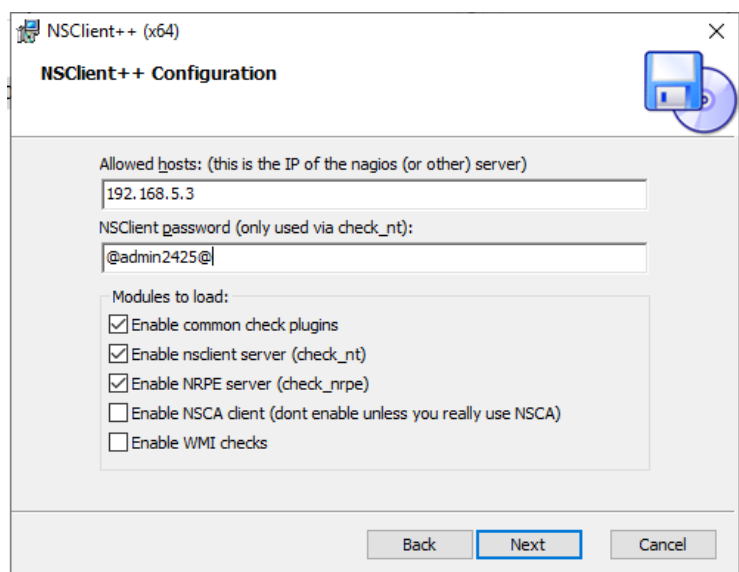 NSClient++ (x64)
NSClient++ Configuration
Allowed hosts: (this is the IP of the nagios (or other) server)
192.168.5.3
NSClient password (only used via check_nt):
@admin2425@
Modules to load:
Enable common check plugins
Enable nsclient server (check_nt)
Enable NRPE server (check_nrpe)
Enable NSCA client (dont enable unless you really use NSCA)
Enable WMI checks
Back Next Cancel